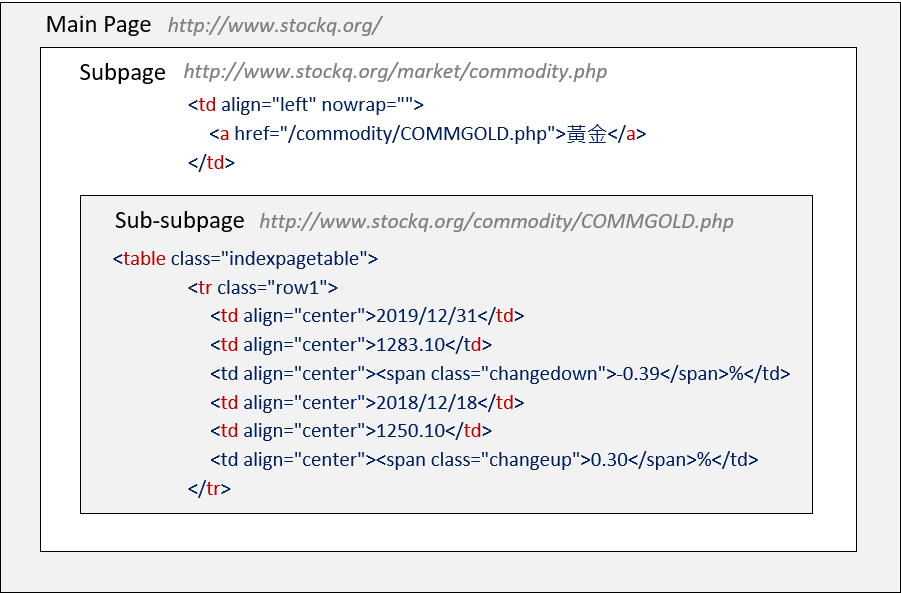 Main Page http://www.stockq.org/
Subpage http://www.stockq.org/market/commodity.php
<td align="left" nowrap="">
<a href="/commodity/COMMGOLD.php">黃金</a>
</td>
Sub-subpage http://www.stockq.org/commodity/COMMGOLD.php
<table class="indexpagetable">
<tr class="row1">
<td align="center">2019/12/31</td>
<td align="center">1283.10</td>
<td align="center"><span class="changedown">-0.39</span>%</td>
<td align="center">2018/12/18</td>
<td align="center">1250.10</td>
<td align="center"><span class="changeup">0.30</span>%</td>
</tr>